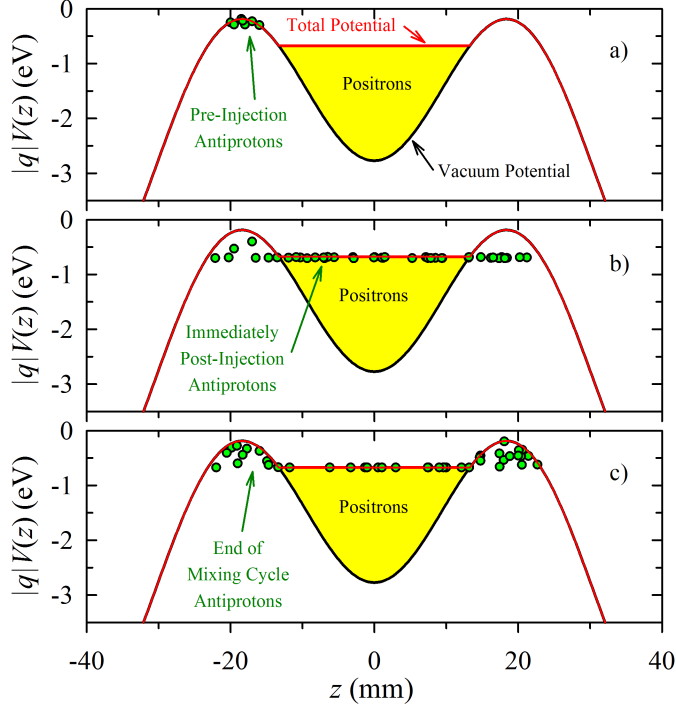 0
-1
-2
-3
|q|V(z) (eV)
Total Potential
a)
Positrons
Pre-Injection
Antiprotons
Vacuum Potential
0
-1
-2
-3
|q|V(z) (eV)
b)
Positrons
Immediately
Post-Injection
Antiprotons
0
-1
-2
-3
|q|V(z) (eV)
c)
Positrons
End of
Mixing Cycle
Antiprotons
-40 -20 0 20 40
z (mm)